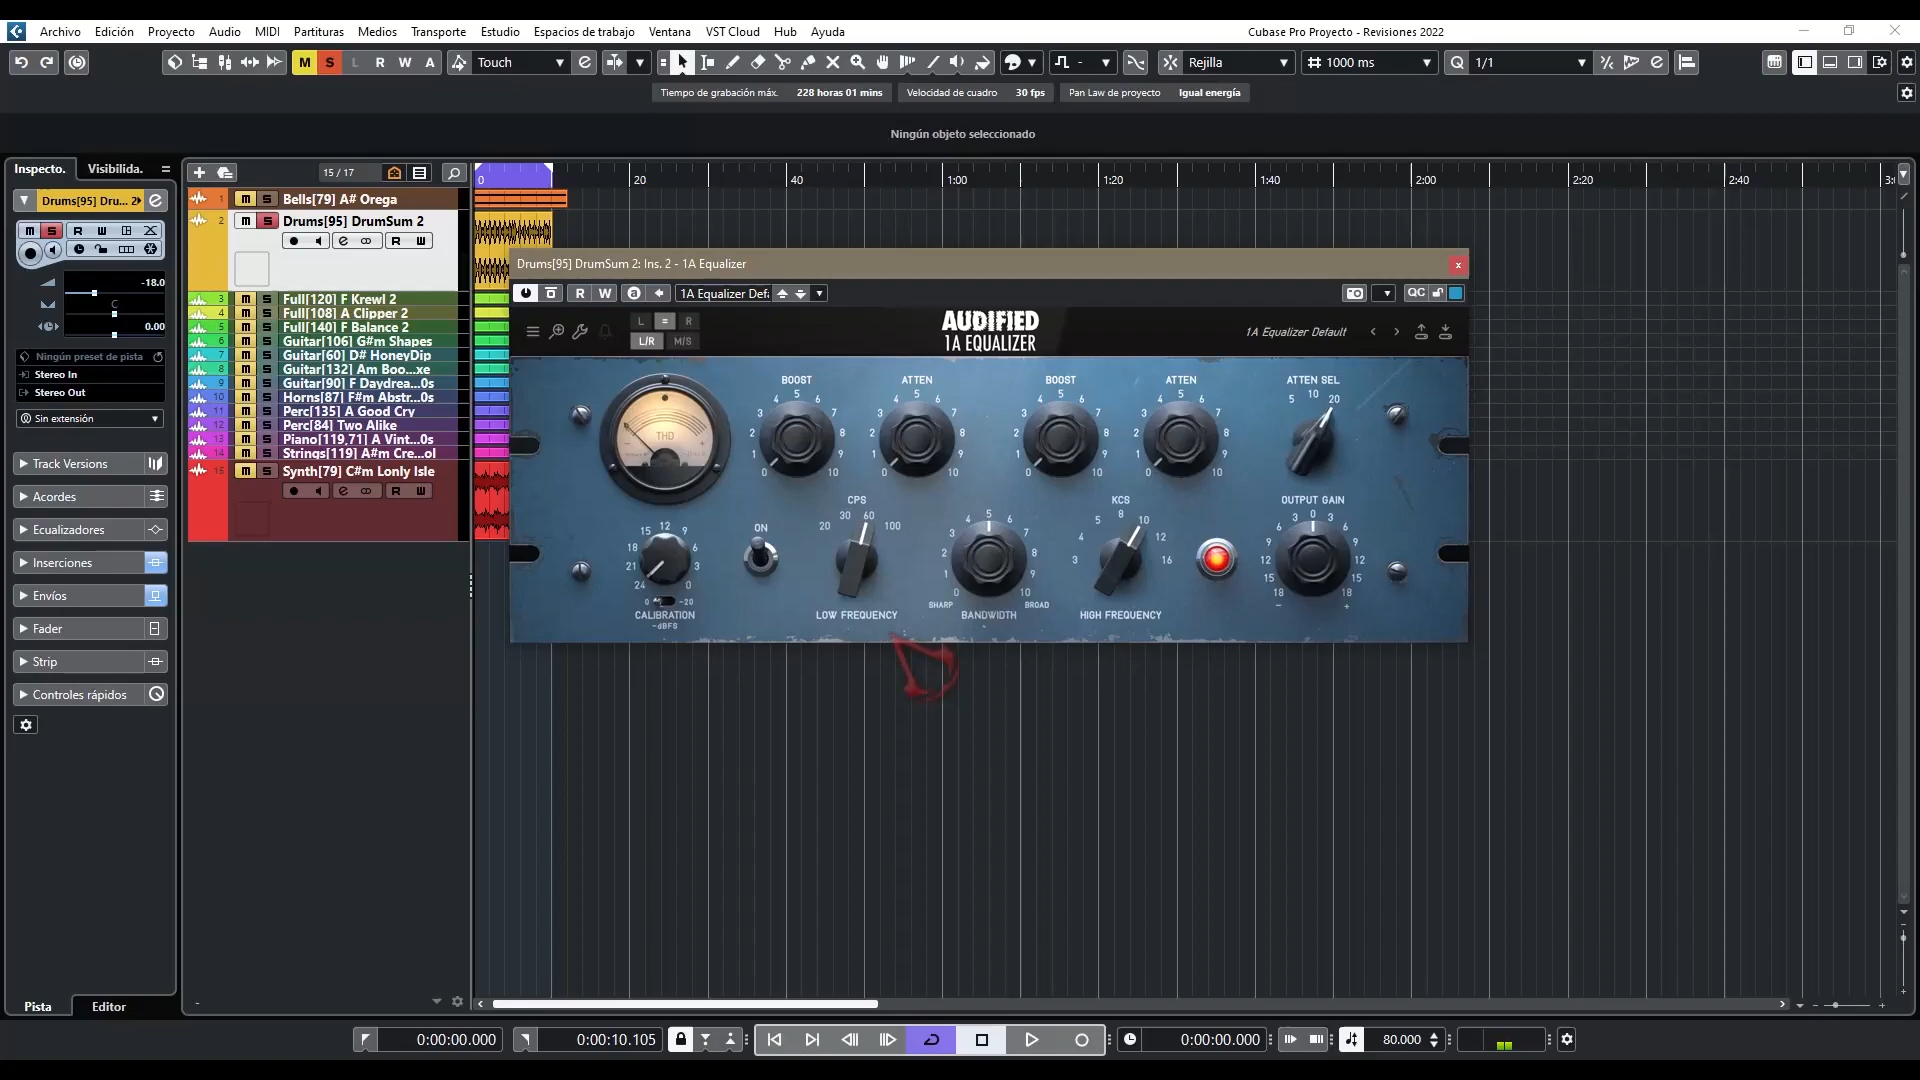 Archivo Edición Proyecto Audio MIDI Partituras Medios Transporte Estudio Espacios de trabajo Ventana VST Cloud Hub Ayuda Cubase Pro Proyecto - Revisiones 2022
M S L R W A Touch - Rejilla 1000 ms Q 1/1
Tiempo de grabación máx. 228 horas 01 mins Velocidad de cuadro 30 fps Pan Law de proyecto Igual energía
Ningún objeto seleccionado
Inspecto. Visibilida. 15 / 17
0 20 40 1:00 1:20 1:40 2:00 2:20 2:40
Drums[95] Dru... 2
M S R W
-18.0
C
0.00
Ningún preset de pista
Stereo In
Stereo Out
Sin extensión
Track Versions
Acordes
Ecualizadores
Inserciones
Envíos
Fader
Strip
Controles rápidos
Pista Editor
1 M S Bells[79] A# Orega
2 M S Drums[95] DrumSum 2
R W
3 M S Full[120] F Krewl 2
4 M S Full[108] A Clipper 2
5 M S Full[140] F Balance 2
6 M S Guitar[106] G#m Shapes
7 M S Guitar[60] D# HoneyDip
8 M S Guitar[132] Am Boo...xe
9 M S Guitar[90] F Daydrea...0s
10 M S Horns[87] F#m Abstr...0s
11 M S Perc[135] A Good Cry
12 M S Perc[84] Two Alike
13 M S Piano[119,71] A Vint...0s
14 M S Strings[119] A#m Cre...ol
15 M S Synth[79] C#m Lonly Isle
R W
Drums[95] DrumSum 2: Ins. 2 - 1A Equalizer
R W 1A Equalizer Defa QC
L = R
L/R M/S
AUDIFIED
1A EQUALIZER
1A Equalizer Default
BOOST ATTEN BOOST ATTEN ATTEN SEL
0 1 2 3 4 5 6 7 8 9 10
0 1 2 3 4 5 6 7 8 9 10
0 1 2 3 4 5 6 7 8 9 10
0 1 2 3 4 5 6 7 8 9 10
5 10 20
THD
- +
CPS KCS OUTPUT GAIN
24 21 18 15 12 9 6 3 0
ON
20 30 60 100
0 1 2 3 4 5 6 7 8 9 10
3 4 5 8 10 12 16
18 15 12 9 6 3 0 3 6 9 12 15 18
- +
0 -20
SHARP BROAD
CALIBRATION LOW FREQUENCY BANDWIDTH HIGH FREQUENCY
-dBFS
0:00:00.000 0:00:10.105 0:00:00.000 80.000